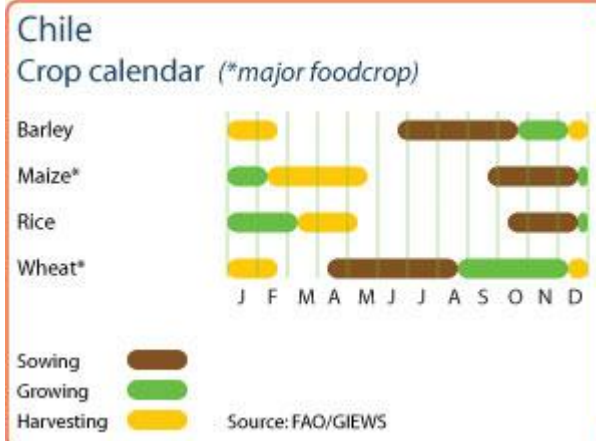 Chile
Crop calendar (*major foodcrop)
Barley
Maize*
Rice
Wheat*
J F M A M J J A S O N D
Sowing
Growing
Harvesting Source: FAO/GIEWS